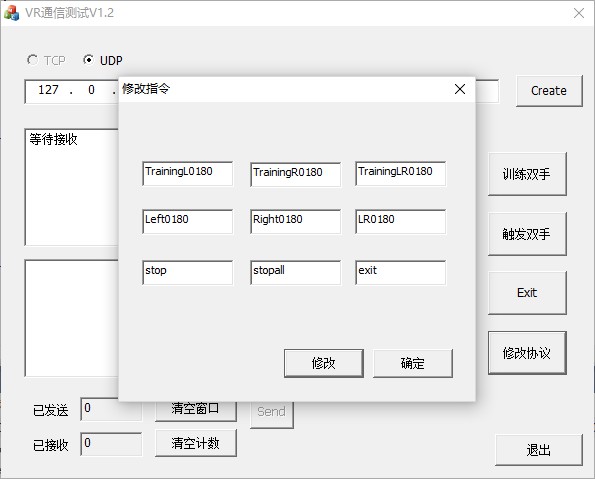 VR通信测试V1.2
TCP
UDP
127 . 0 .
Create
修改指令
等待接收
TrainingL0180
TrainingR0180
TrainingLR0180
训练双手
Left0180
Right0180
LR0180
触发双手
stop
stopall
exit
Exit
修改
确定
修改协议
已发送
0
清空窗口
Send
已接收
0
清空计数
退出